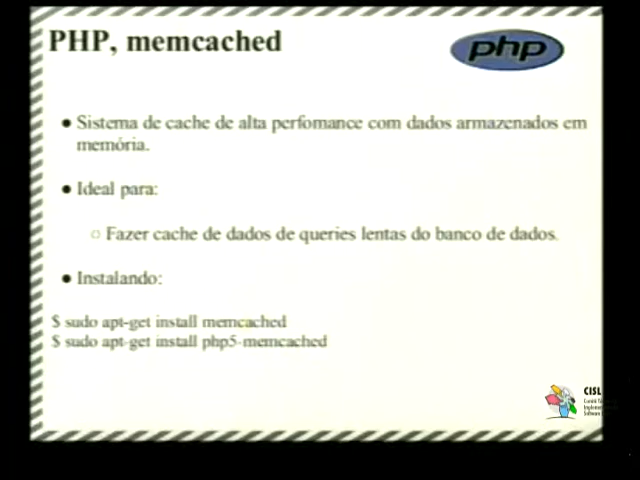 PHP, memcached
php
● Sistema de cache de alta perfomance com dados armazenados em
memória.
● Ideal para:
○ Fazer cache de dados de queries lentas do banco de dados.
● Instalando:
$ sudo apt-get install memcached
$ sudo apt-get install php5-memcached
CISL